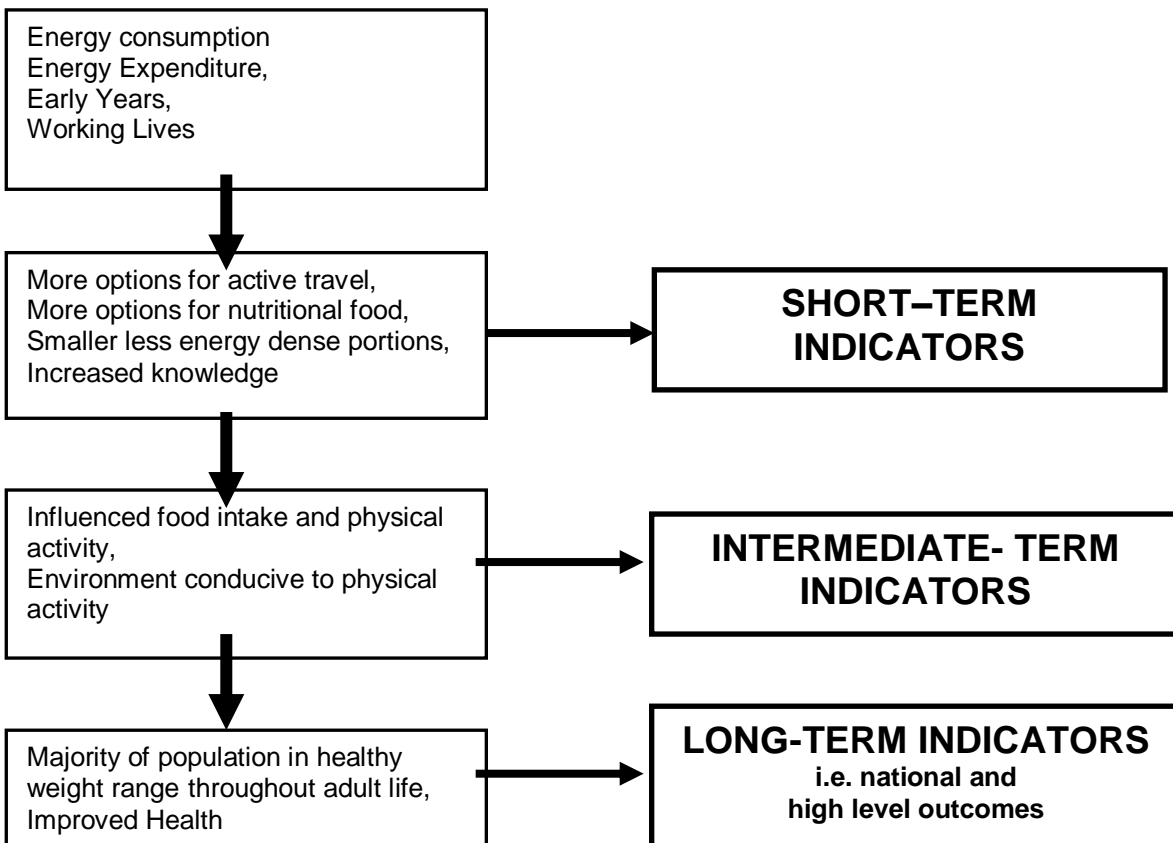 Energy consumption
Energy Expenditure,
Early Years,
Working Lives
More options for active travel,
More options for nutritional food,
Smaller less energy dense portions,
Increased knowledge
SHORT–TERM
INDICATORS
Influenced food intake and physical
activity,
Environment conducive to physical
activity
INTERMEDIATE- TERM
INDICATORS
Majority of population in healthy
weight range throughout adult life,
Improved Health
LONG-TERM INDICATORS
i.e. national and
high level outcomes